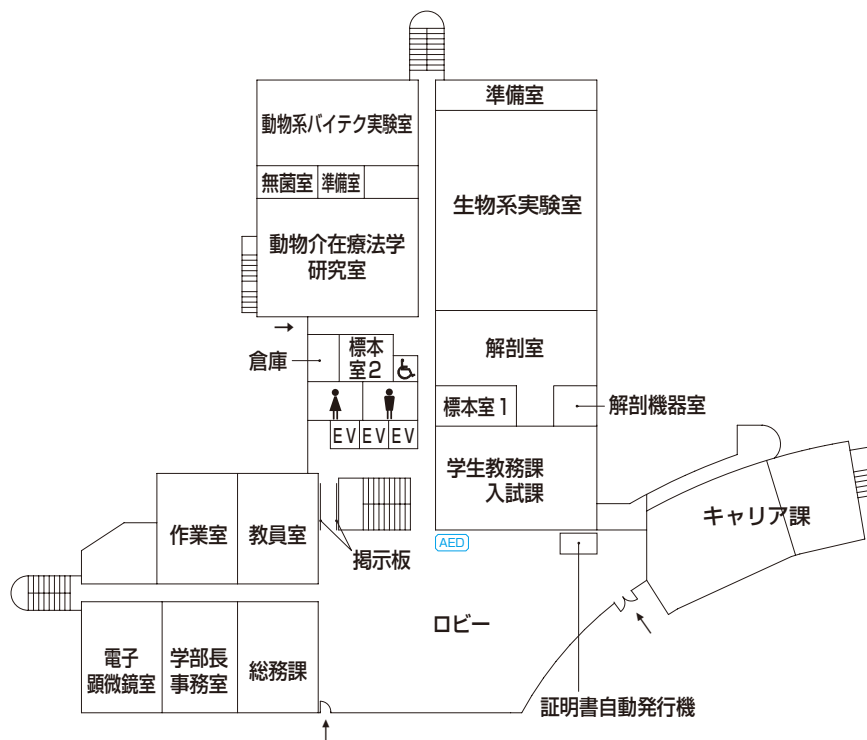 準備室
動物系バイテク実験室
無菌室
準備室
生物系実験室
動物介在療法学
研究室
倉庫
標本
室2
解剖室
標本室1
解剖機器室
EV
EV
EV
学生教務課
入試課
キャリア課
作業室
教員室
掲示板
AED
ロビー
電子
顕微鏡室
学部長
事務室
総務課
証明書自動発行機